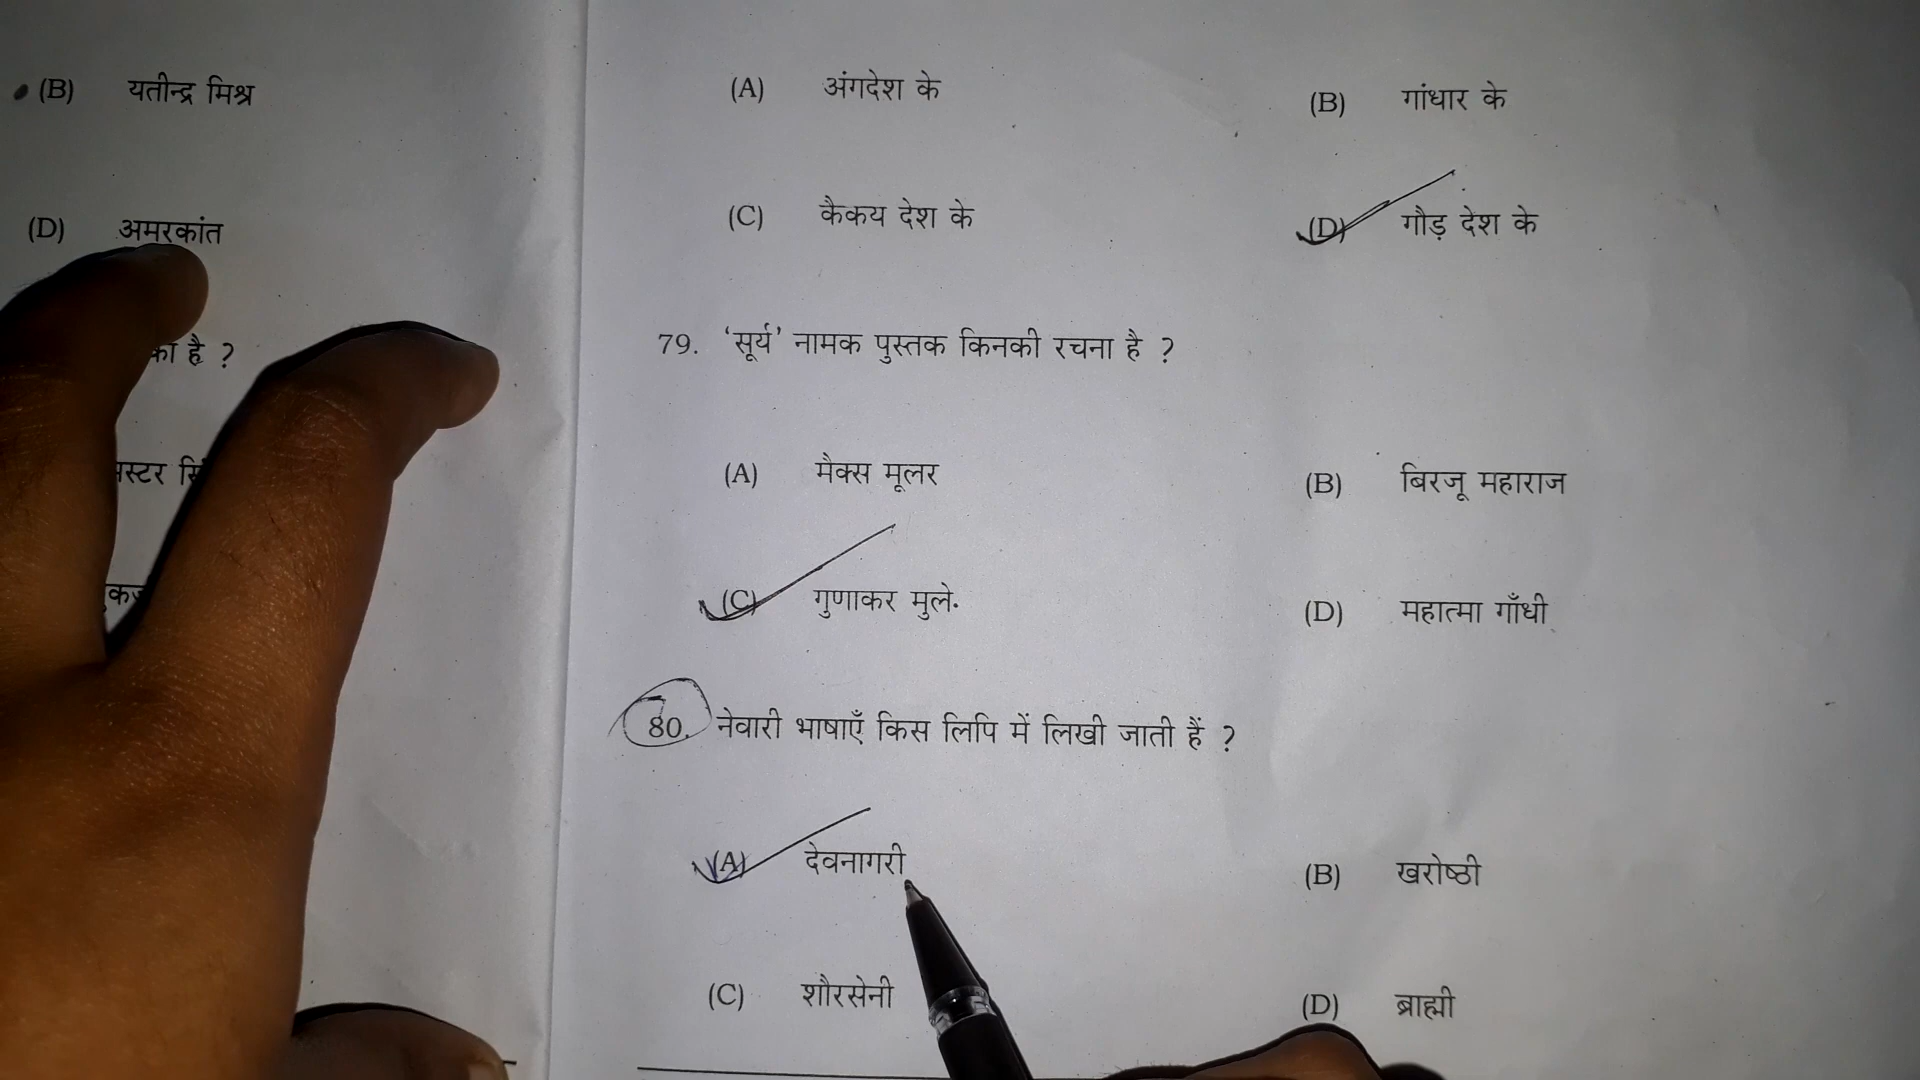 (B) यतीन्द्र मिश्र
(D) अमरकांत
का है ?
(A) अंगदेश के (B) गांधार के
(C) कैकय देश के (D) गौड़ देश के
79. ‘सूर्य’ नामक पुस्तक किनकी रचना है ?
(A) मैक्स मूलर (B) बिरजू महाराज
(C) गुणाकर मुले (D) महात्मा गाँधी
80. नेवारी भाषाएँ किस लिपि में लिखी जाती हैं ?
(A) देवनागरी (B) खरोष्ठी
(C) शौरसेनी (D) ब्राह्मी